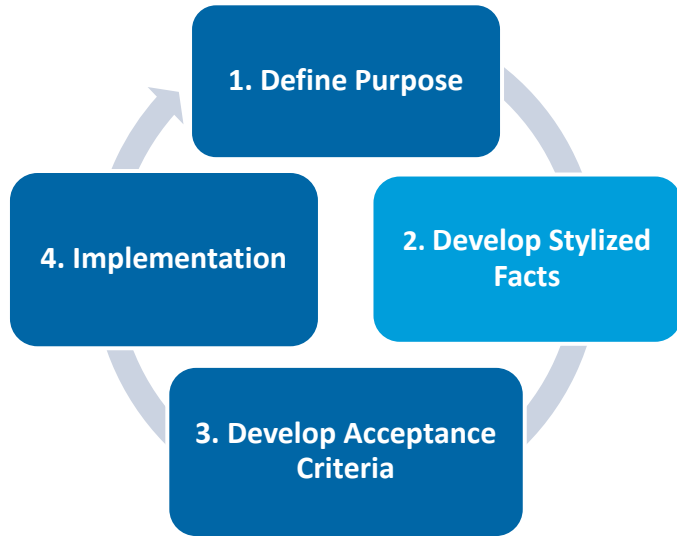 1. Define Purpose
2. Develop Stylized
Facts
3. Develop Acceptance
Criteria
4. Implementation